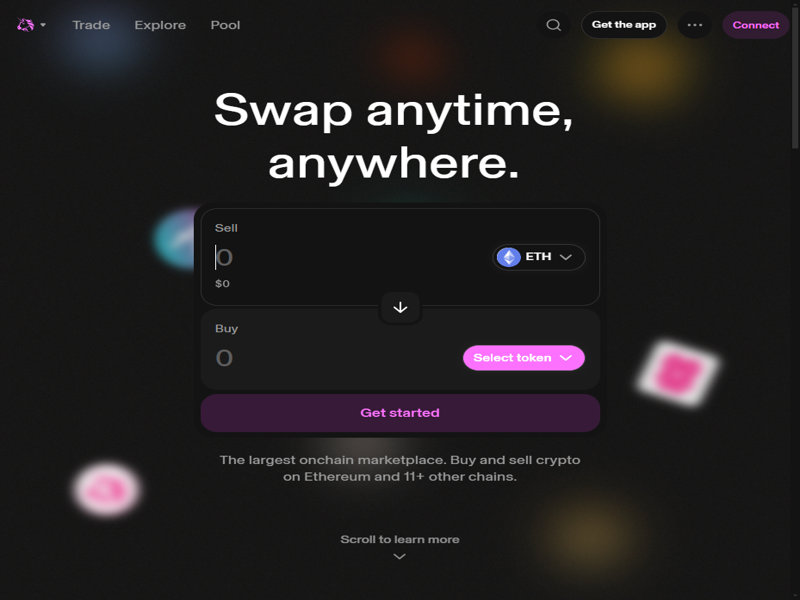 Trade Explore Pool Get the app Connect
Swap anytime,
anywhere.
Sell
0 ETH
$0
Buy
0 Select token
Get started
The largest onchain marketplace. Buy and sell crypto
on Ethereum and 11+ other chains.
Scroll to learn more